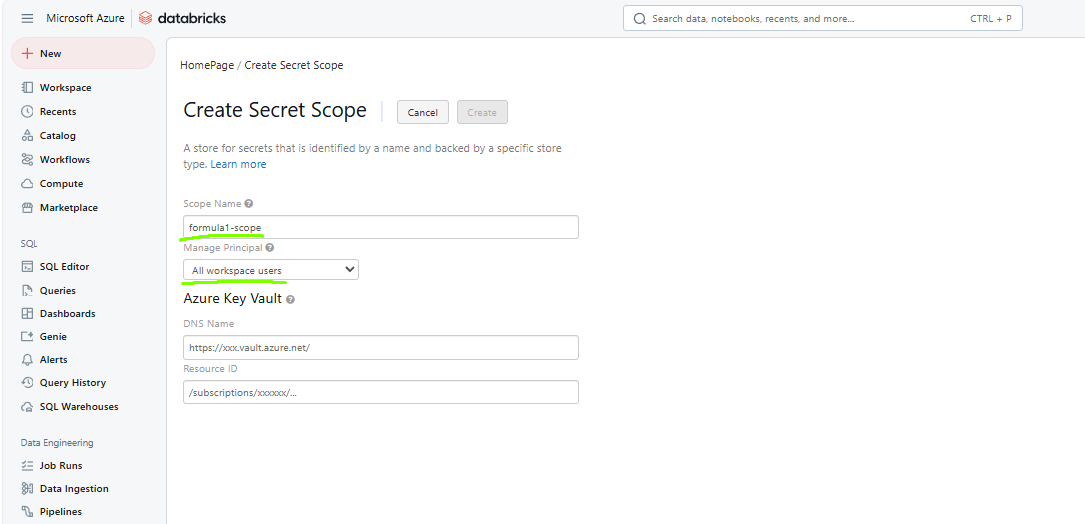 Microsoft Azure databricks
Search data, notebooks, recents, and more... CTRL + P
New
Workspace
Recents
Catalog
Workflows
Compute
Marketplace
SQL
SQL Editor
Queries
Dashboards
Genie
Alerts
Query History
SQL Warehouses
Data Engineering
Job Runs
Data Ingestion
Pipelines
HomePage / Create Secret Scope
Create Secret Scope Cancel Create
A store for secrets that is identified by a name and backed by a specific store
type. Learn more
Scope Name ?
formula1-scope
Manage Principal ?
All workspace users
Azure Key Vault ?
DNS Name
https://xxx.vault.azure.net/
Resource ID
/subscriptions/xxxxxx/...